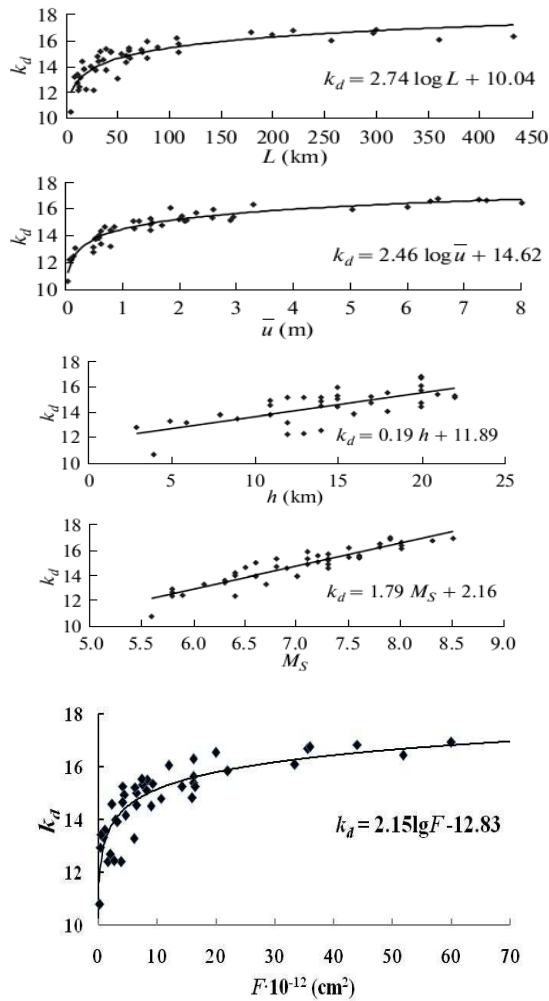 18
16
14
12
10
k_d
k_d = 2.74 log L + 10.04
0 50 100 150 200 250 300 350 400 450
L (km)
18
16
14
12
10
k_d
k_d = 2.46 log u̅ + 14.62
0 1 2 3 4 5 6 7 8
u̅ (m)
18
16
14
12
10
k_d
k_d = 0.19 h + 11.89
0 5 10 15 20 25
h (km)
18
16
14
12
10
k_d
k_d = 1.79 M_S + 2.16
5.0 5.5 6.0 6.5 7.0 7.5 8.0 8.5 9.0
M_S
18
16
14
12
10
k_d
k_d = 2.15lgF-12.83
0 10 20 30 40 50 60 70
F·10⁻¹² (cm²)